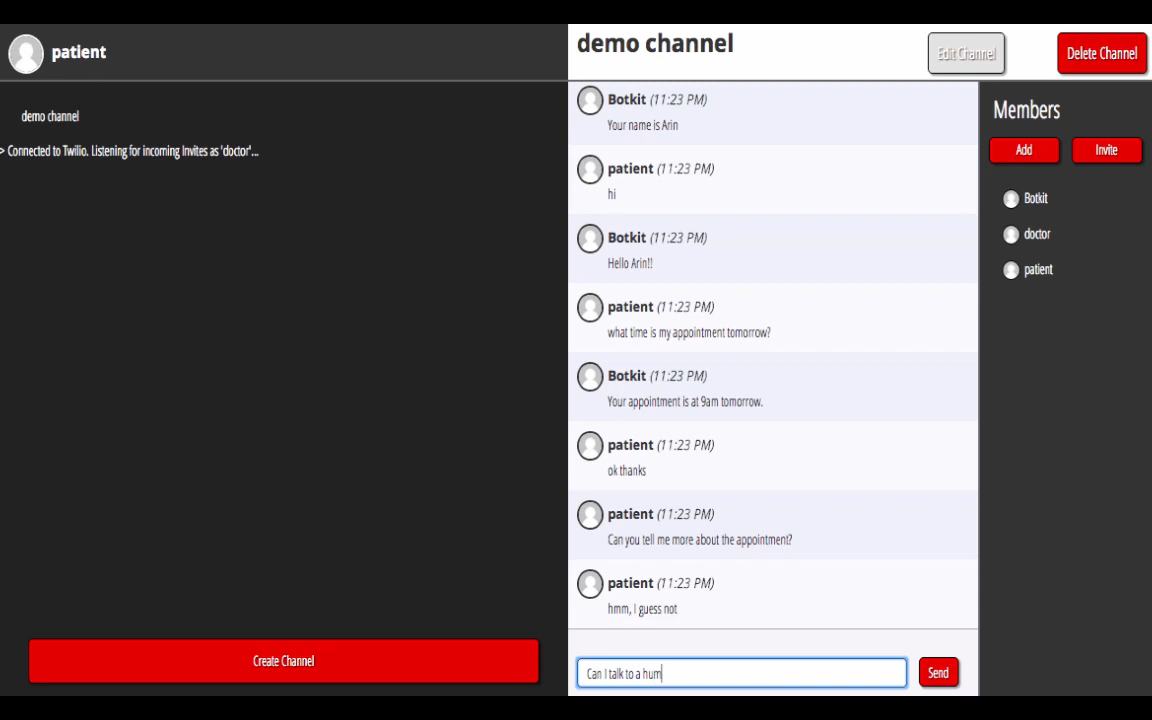 patient
demo channel
> Connected to Twilio. Listening for incoming Invites as 'doctor'...
Create Channel
demo channel
Edit Channel
Delete Channel
Botkit (11:23 PM)
Your name is Arin
patient (11:23 PM)
hi
Botkit (11:23 PM)
Hello Arin!!
patient (11:23 PM)
what time is my appointment tomorrow?
Botkit (11:23 PM)
Your appointment is at 9am tomorrow.
patient (11:23 PM)
ok thanks
patient (11:23 PM)
Can you tell me more about the appointment?
patient (11:23 PM)
hmm, I guess not
Can I talk to a hum
Send
Members
Add
Invite
Botkit
doctor
patient